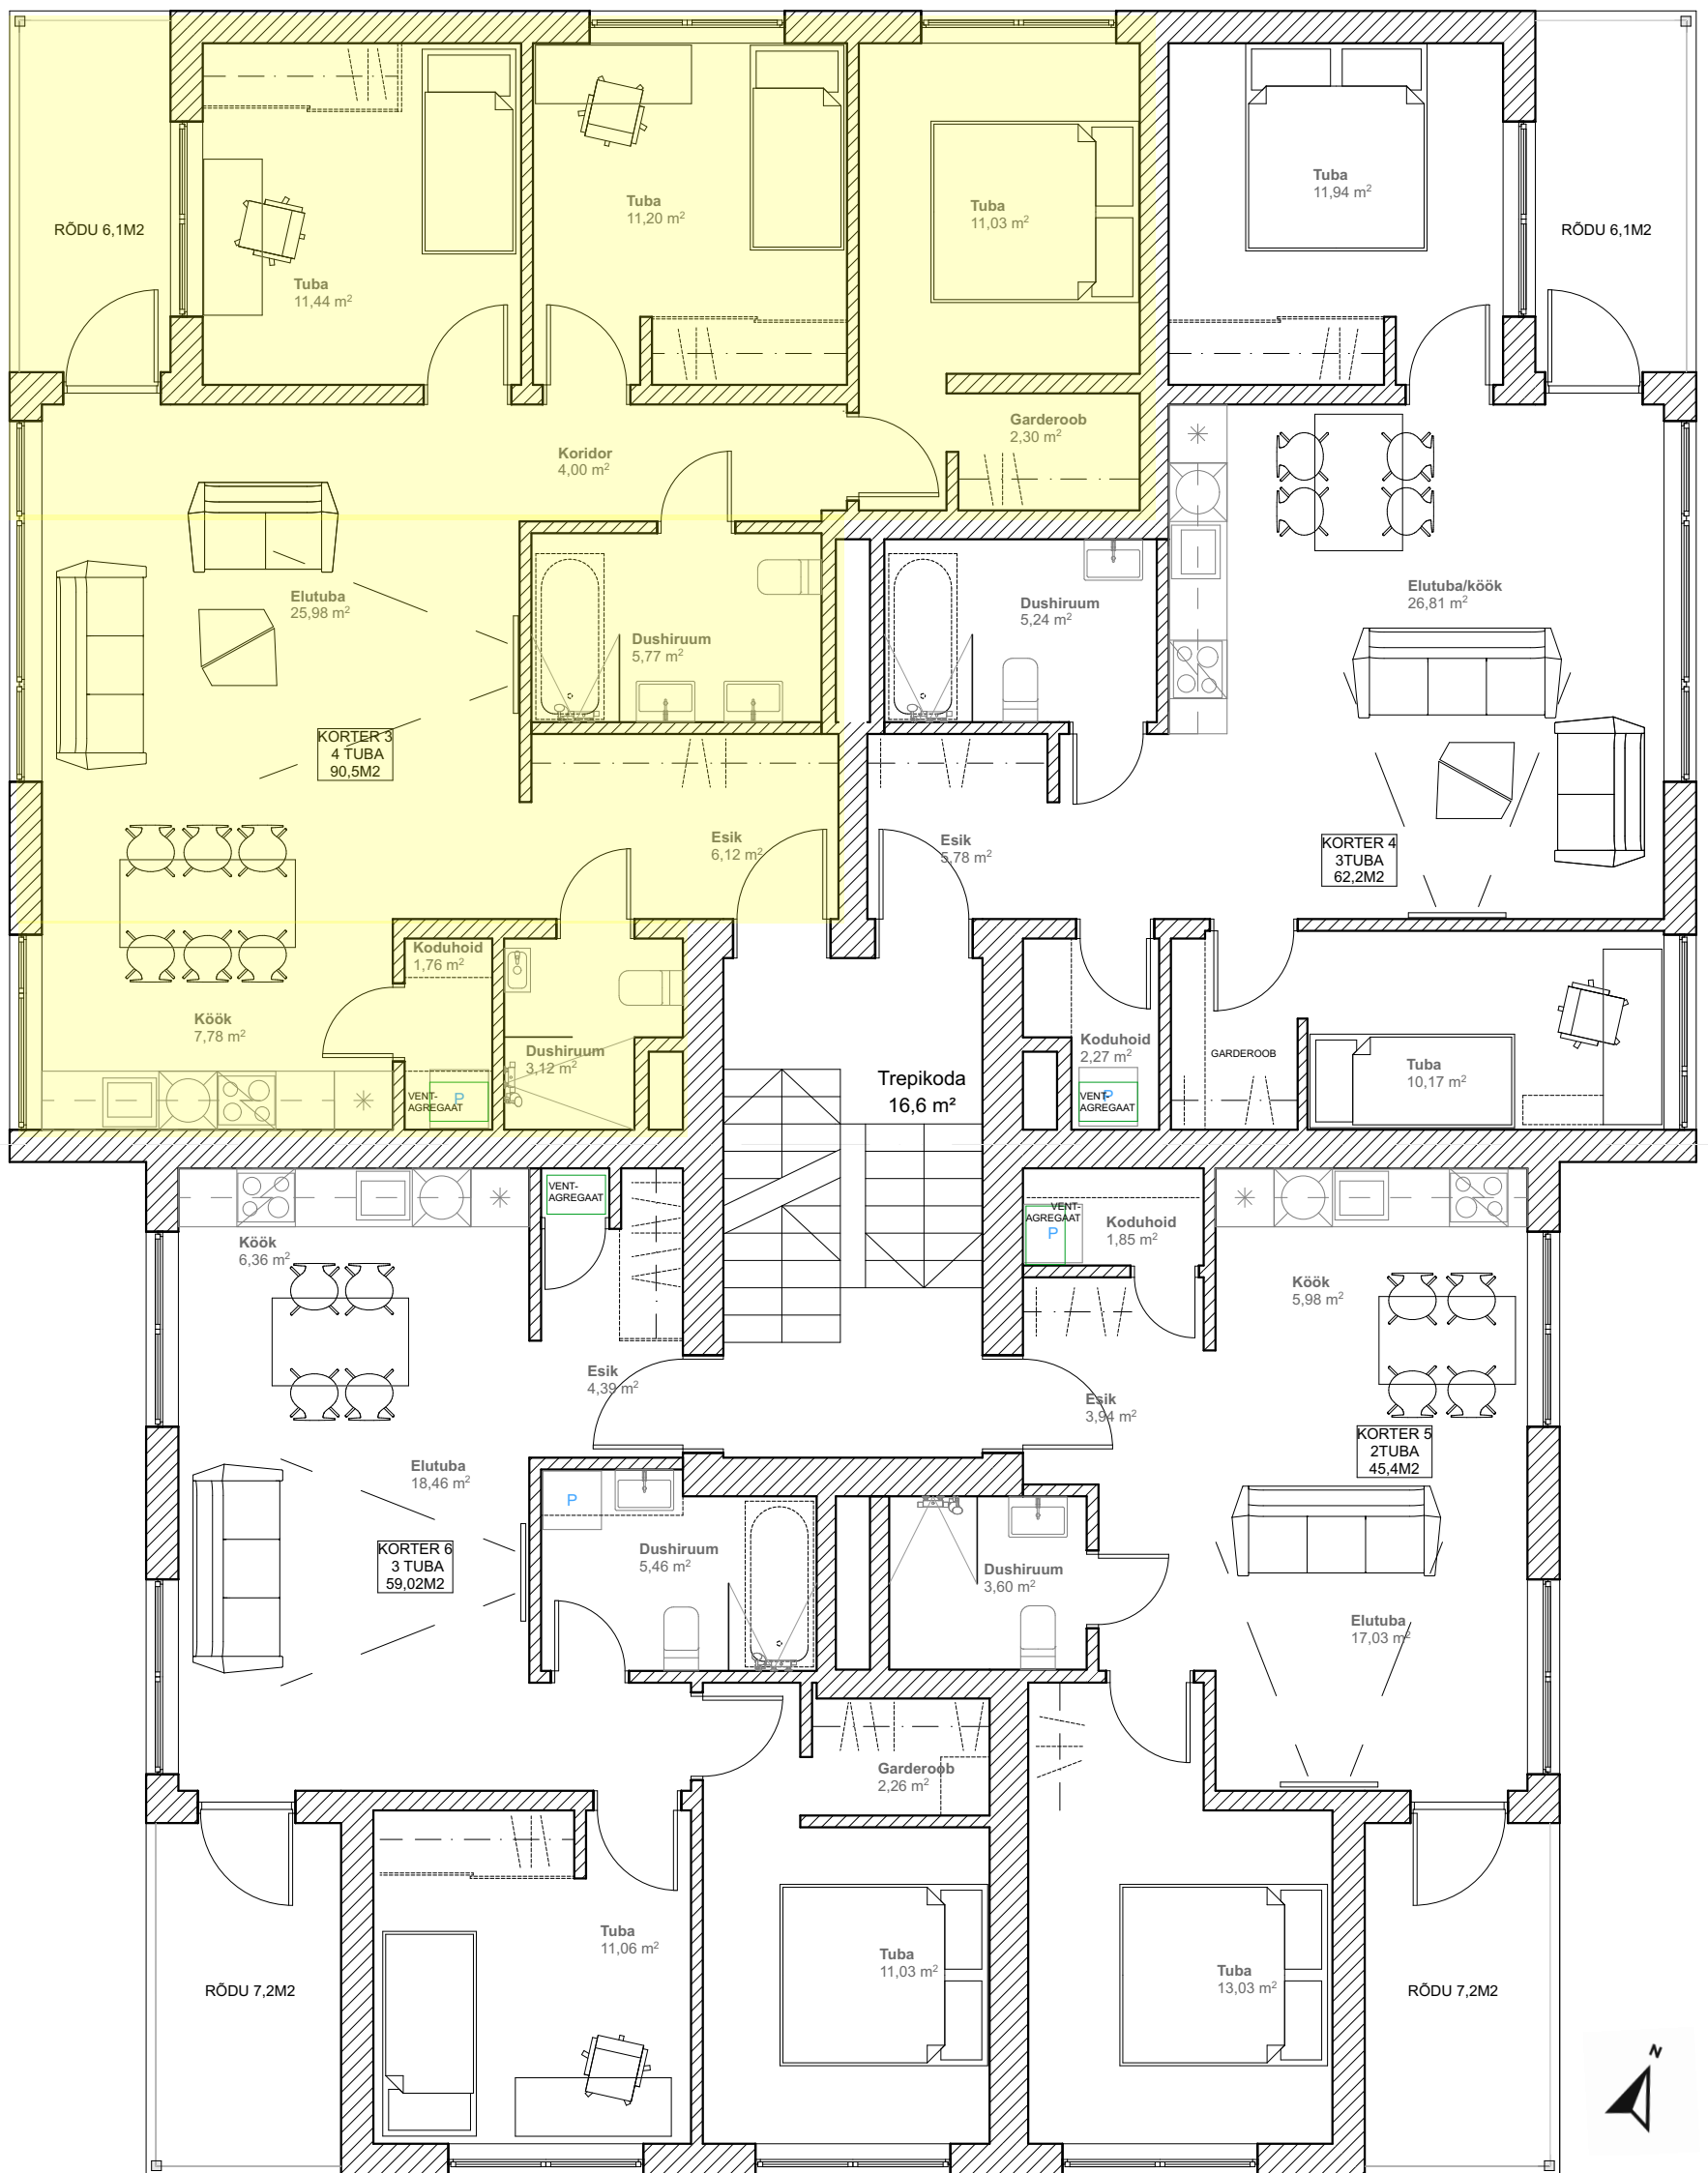 RÕDU 6,1M2
Tuba
11,44 m²
Tuba
11,20 m²
Tuba
11,03 m²
Tuba
11,94 m²
RÕDU 6,1M2
Koridor
4,00 m²
Garderoob
2,30 m²
Elutuba
25,98 m²
Dushiruum
5,77 m²
Dushiruum
5,24 m²
Elutuba/köök
26,81 m²
KORTER 3
4 TUBA
90,5M2
Esik
6,12 m²
Esik
5,78 m²
KORTER 4
3TUBA
62,2M2
Koduhoid
1,76 m²
Köök
7,78 m²
Dushiruum
3,12 m²
VENT-
AGREGAAT
P
Trepikoda
16,6 m²
Koduhoid
2,27 m²
VENT-
AGREGAAT
P
GARDEROOB
Tuba
10,17 m²
VENT-
AGREGAAT
Köök
6,36 m²
VENT-
AGREGAAT
P
Koduhoid
1,85 m²
Köök
5,98 m²
Esik
4,39 m²
Esik
3,94 m²
KORTER 5
2TUBA
45,4M2
Elutuba
18,46 m²
P
KORTER 6
3 TUBA
59,02M2
Dushiruum
5,46 m²
Dushiruum
3,60 m²
Elutuba
17,03 m²
Garderoob
2,26 m²
Tuba
11,06 m²
Tuba
11,03 m²
Tuba
13,03 m²
RÕDU 7,2M2
RÕDU 7,2M2
N